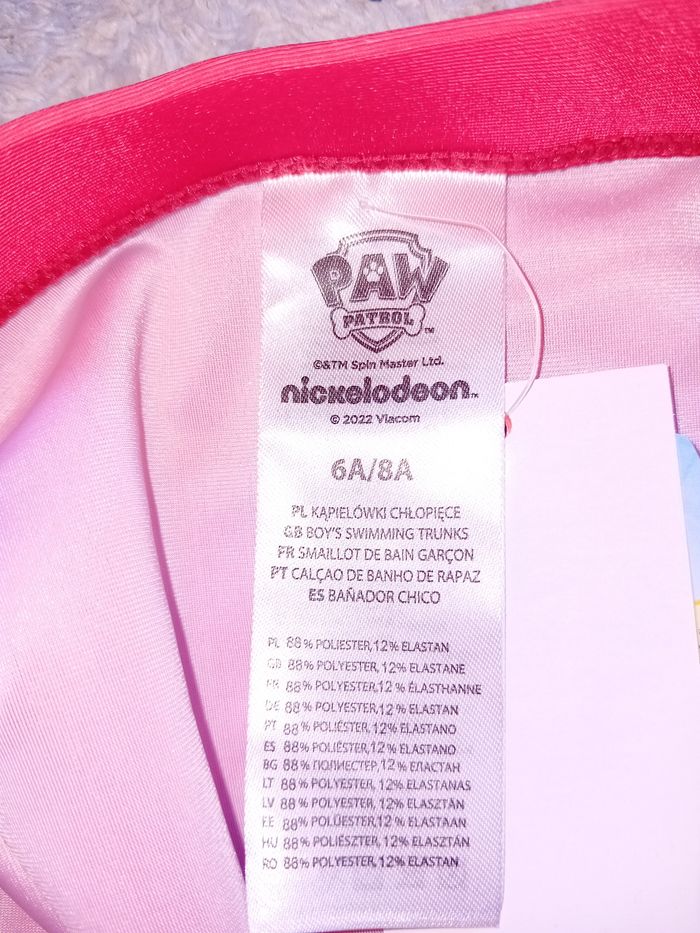 PAW
PATROL TM
©&TM Spin Master Ltd.
nickelodeon TM
© 2022 Viacom
6A/8A
PL KĄPIELÓWKI CHŁOPIĘCE
GB BOY'S SWIMMING TRUNKS
FR SMAILLOT DE BAIN GARÇON
PT CALÇAO DE BANHO DE RAPAZ
ES BAÑADOR CHICO
PL 88% POLIESTER, 12% ELASTAN
GB 88% POLYESTER, 12% ELASTANE
FR 88% POLYESTER, 12% ÉLASTHANNE
DE 88% POLYESTER, 12% ELASTAN
PT 88% POLIÉSTER, 12% ELASTANO
ES 88% POLIÉSTER, 12% ELASTANO
BG 88% ПОЛИЕСТЕР, 12% ЕЛАСТАН
LT 88% POLYESTER, 12% ELASTANAS
LV 88% POLYESTER, 12% ELASZTÁN
EE 88% POLÜESTER, 12% ELASTAAN
HU 88% POLIÉSZTER, 12% ELASZTÁN
RO 88% POLYESTER, 12% ELASTAN